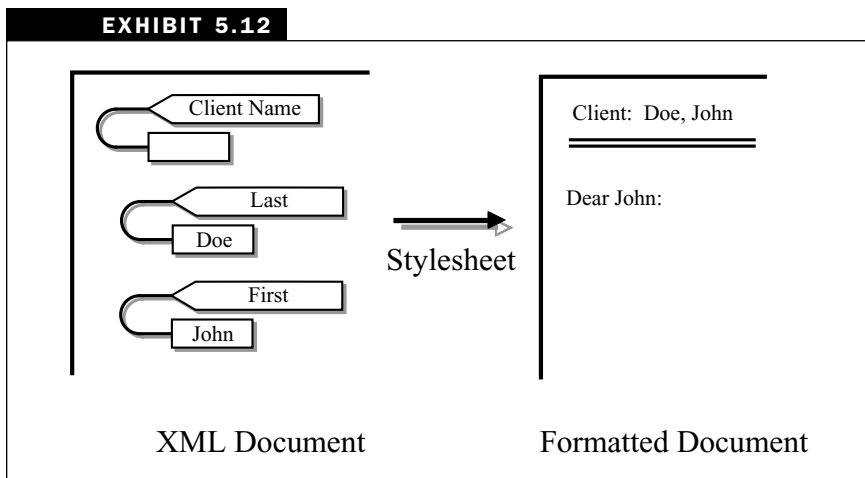 EXHIBIT 5.12
Client Name
Last
Doe
First
John
Stylesheet
Client: Doe, John
Dear John:
XML Document
Formatted Document